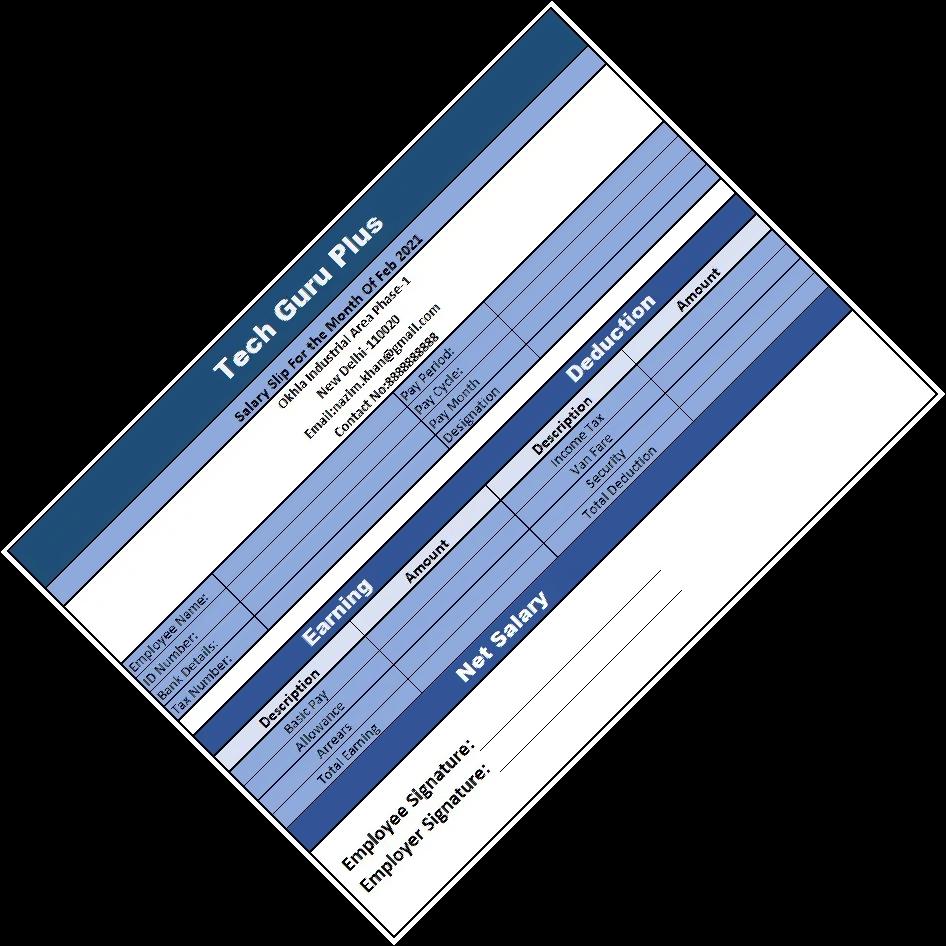 Tech Guru Plus
Salary Slip For the Month Of Feb 2021
Okhla Industrial Area Phase-1
New Delhi-110020
Email:nazim.khan@gmail.com
Contact No:8888888888
Employee Name: Pay Period:
ID Number: Pay Cycle:
Bank Details: Pay Month
Tax Number: Designation
Earning Deduction
Description Amount Description Amount
Basic Pay Income Tax
Allowance Van Fare
Arrears Security
Total Earning Total Deduction
Net Salary
Employee Signature:
Employer Signature: